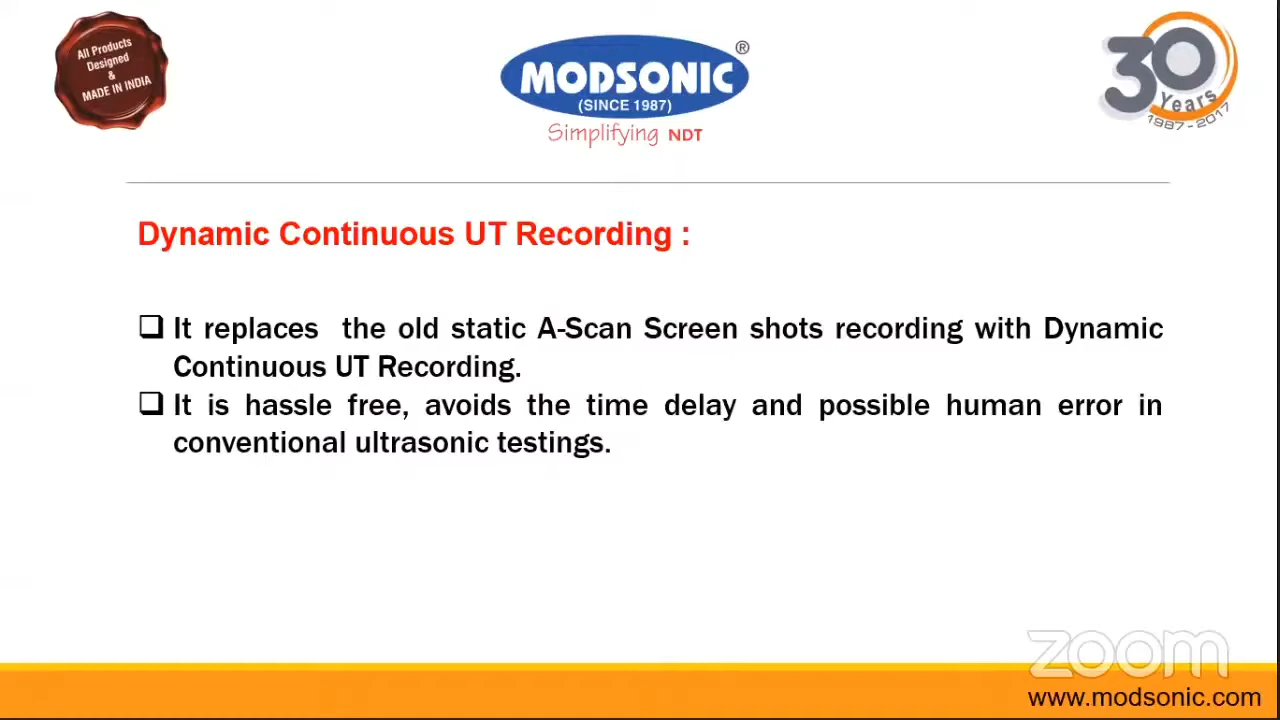 All Products
Designed
&
MADE IN INDIA
MODSONIC®
(SINCE 1987)
Simplifying NDT
30
Years
1987-2017
Dynamic Continuous UT Recording :
❑ It replaces the old static A-Scan Screen shots recording with Dynamic
Continuous UT Recording.
❑ It is hassle free, avoids the time delay and possible human error in
conventional ultrasonic testings.
zoom
www.modsonic.com